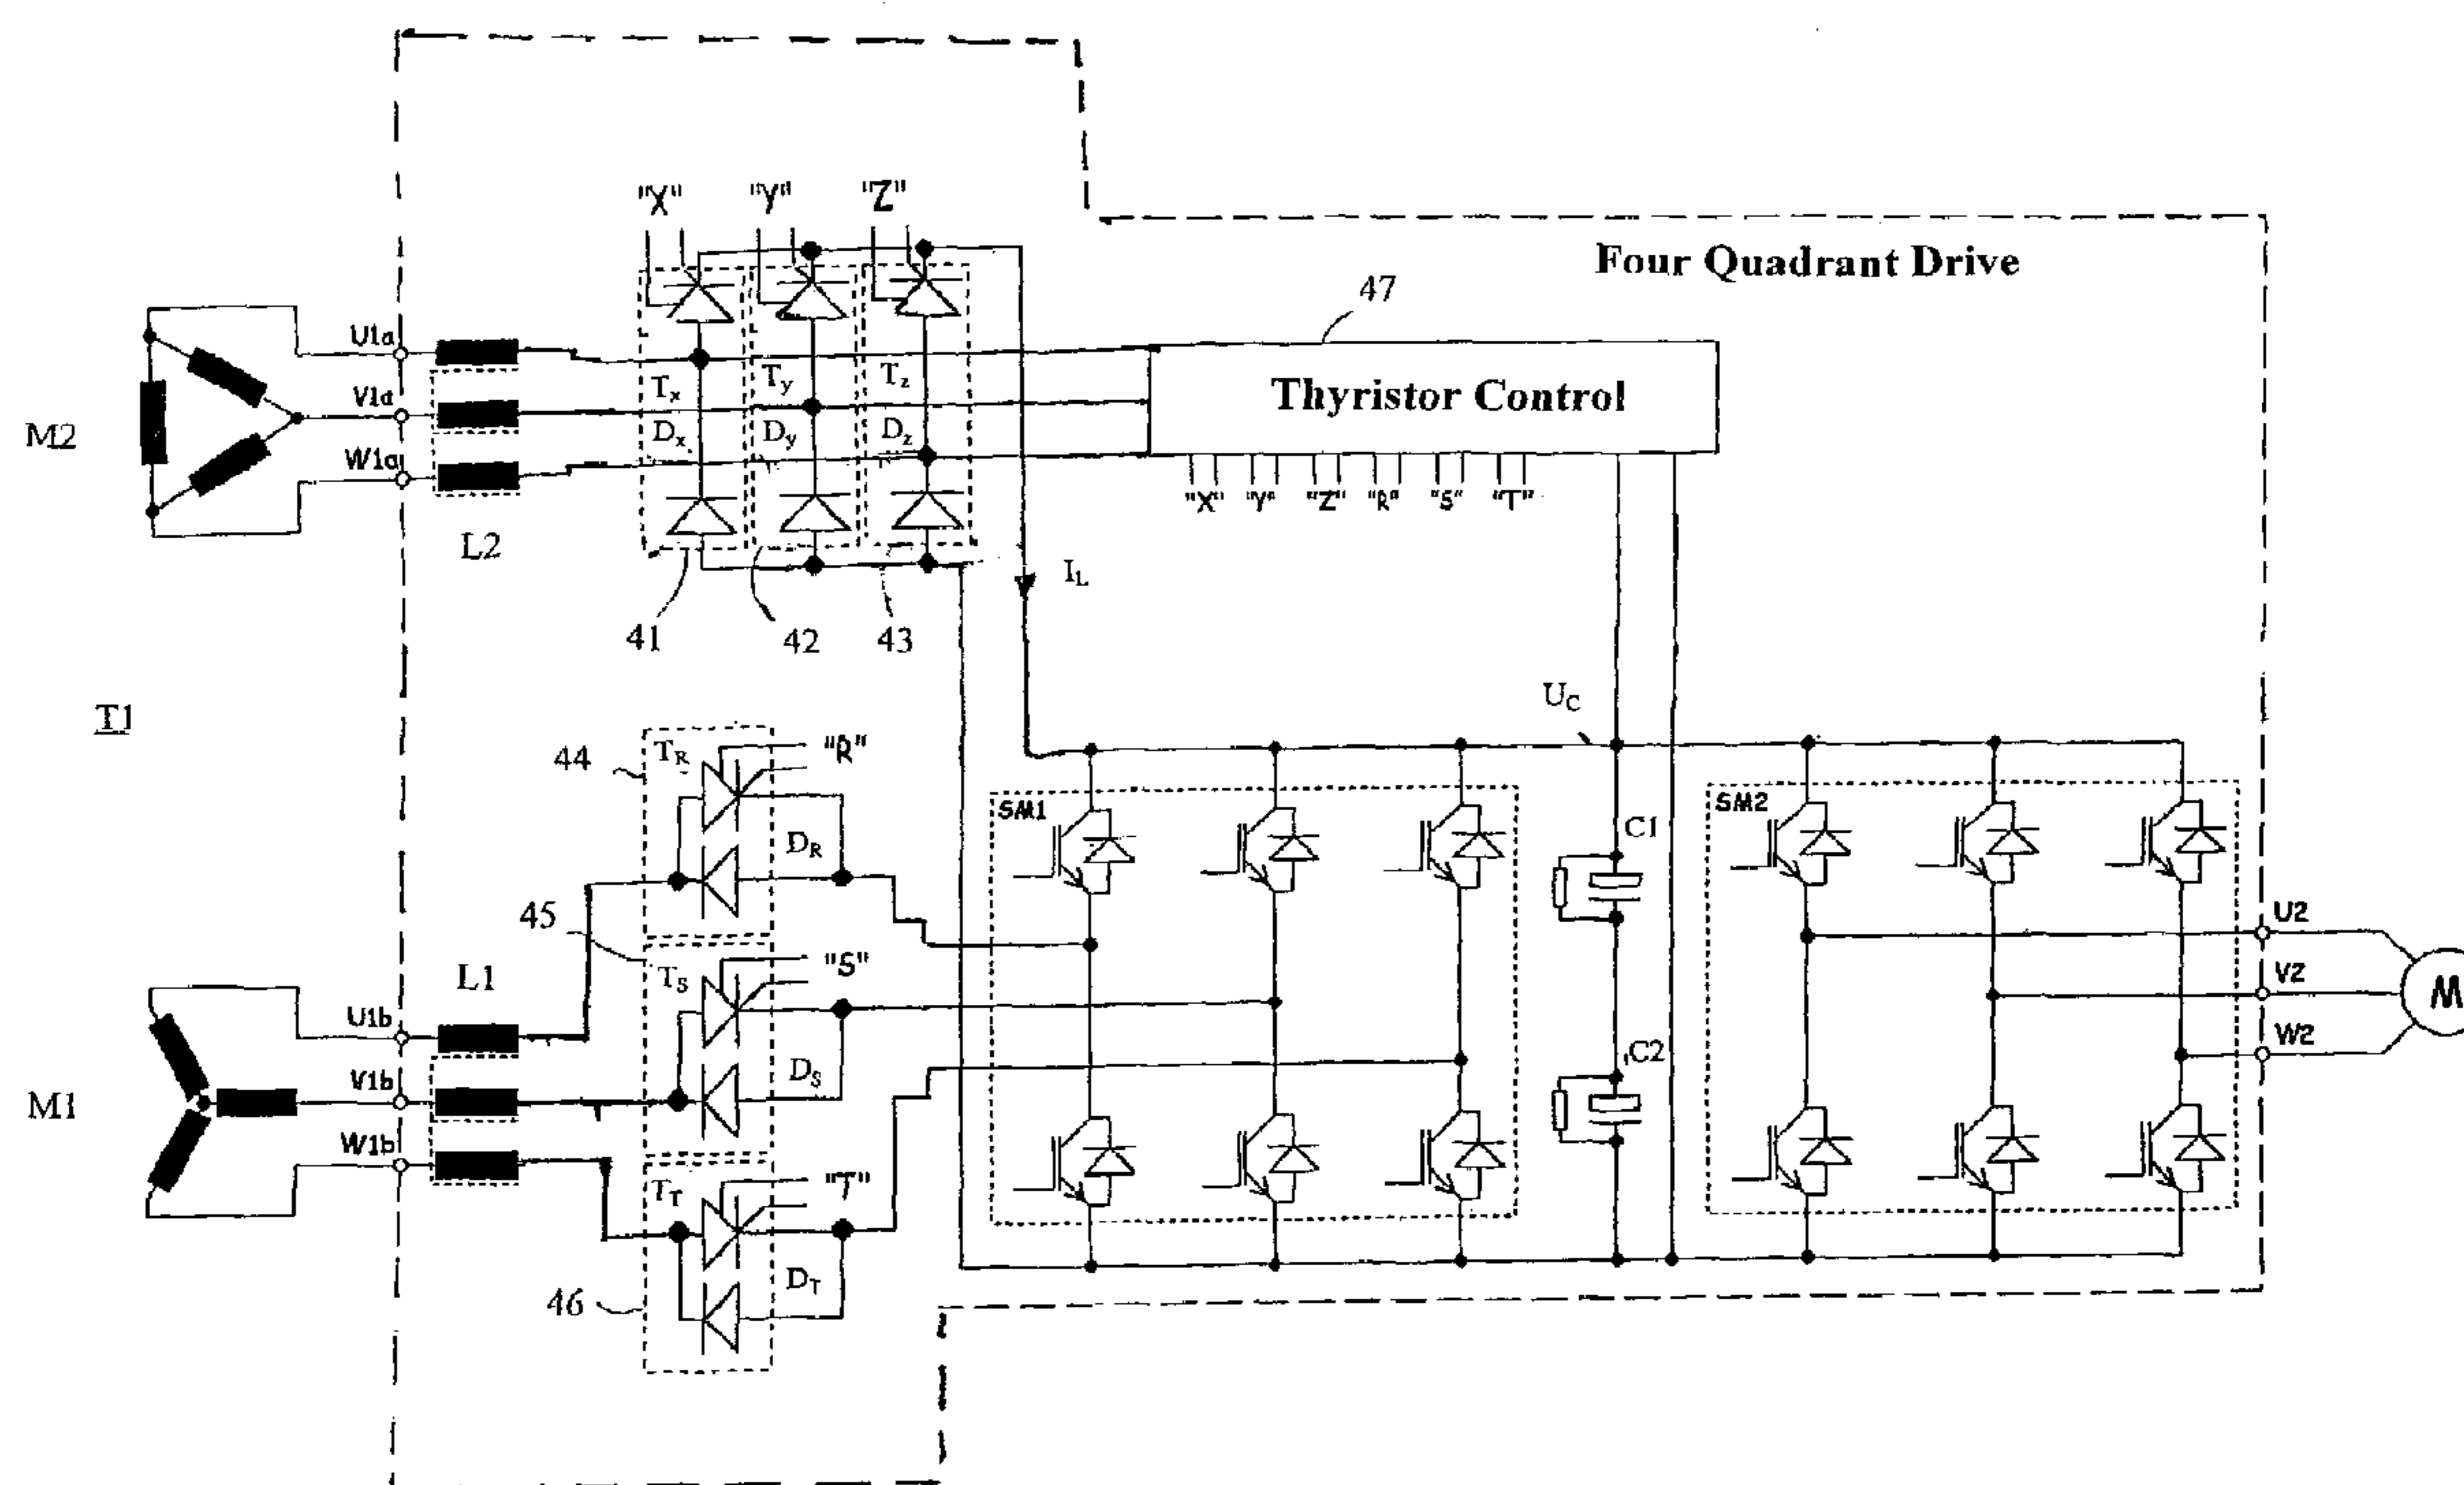 "X" "Y" "Z"
Four Quadrant Drive
47
U1a
V1a
W1a
M2
L2
Tx Ty Tz
Dx Dy Dz
Thyristor Control
"X" "Y" "Z" "R" "S" "T"
41 42 43
IL
T1
UC
44
TR
"R"
DR
45
TS
"S"
DS
46
TT
"T"
DT
SM1
SM2
C1
C2
L1
U1b
V1b
W1b
M1
U2
V2
W2
M